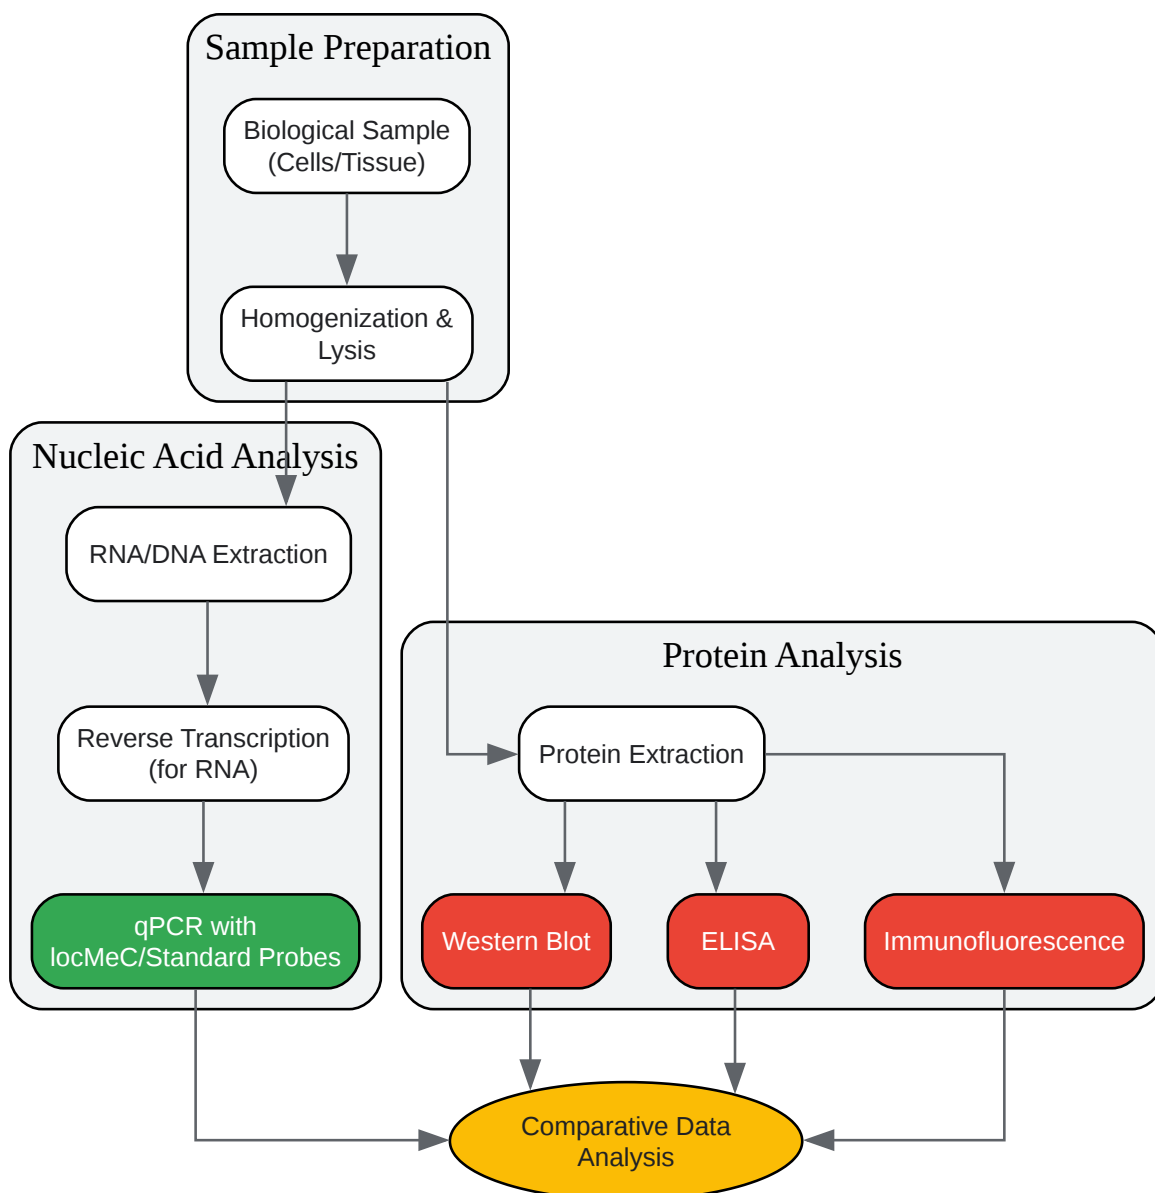 Sample Preparation
Biological Sample
(Cells/Tissue)
Homogenization &
Lysis
Nucleic Acid Analysis
RNA/DNA Extraction
Reverse Transcription
(for RNA)
qPCR with
locMeC/Standard Probes
Protein Analysis
Protein Extraction
Western Blot
ELISA
Immunofluorescence
Comparative Data
Analysis